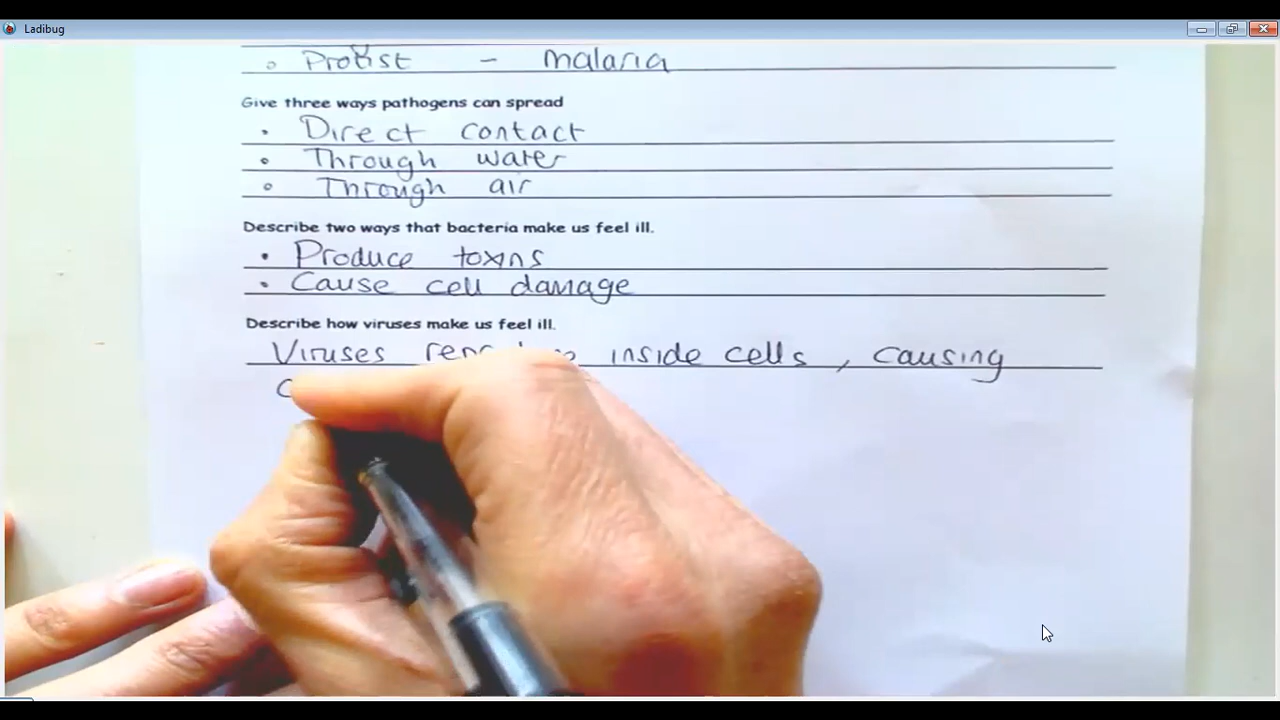 Ladibug
Protist - malaria
Give three ways pathogens can spread
• Direct contact
• Through water
• Through air
Describe two ways that bacteria make us feel ill.
• Produce toxins
• Cause cell damage
Describe how viruses make us feel ill.
Viruses inside cells, causing